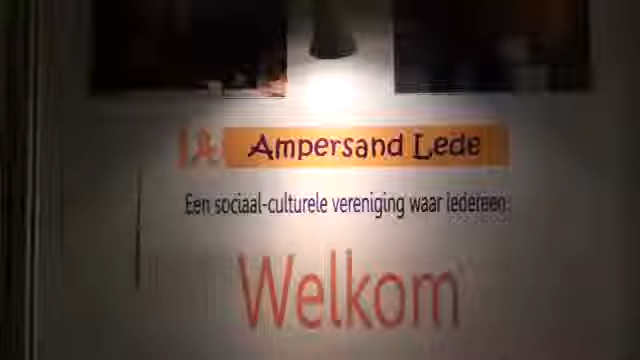 Ampersand Lede
Een sociaal-culturele vereniging waar iedereen
Welkom